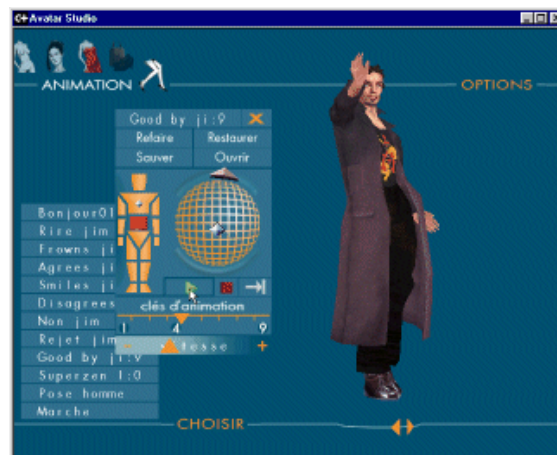 Avatar Studio
ANIMATION
OPTIONS
Good by ji:9
Refaire Restaurer
Sauver Ouvrir
clés d'animation
1 4 9
- +
Bonjour01
Rire jim
Frowns ji
Agrees ji
Smiles ji
Disagrees
Non jim
Rejet jim
Good by ji:9
Superzen 1:0
Pose homme
Marche
CHOISIR